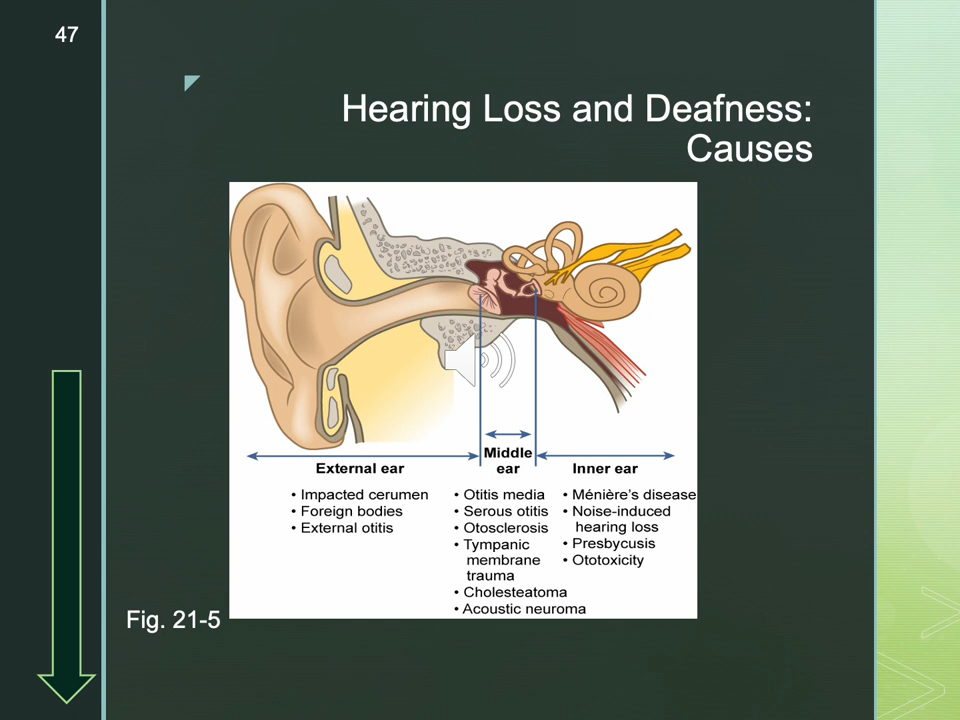 47
Hearing Loss and Deafness:
Causes
External ear
• Impacted cerumen
• Foreign bodies
• External otitis
Middle
ear
• Otitis media
• Serous otitis
• Otosclerosis
• Tympanic
membrane
trauma
• Cholesteatoma
• Acoustic neuroma
Inner ear
• Ménière's disease
• Noise-induced
hearing loss
• Presbycusis
• Ototoxicity
Fig. 21-5